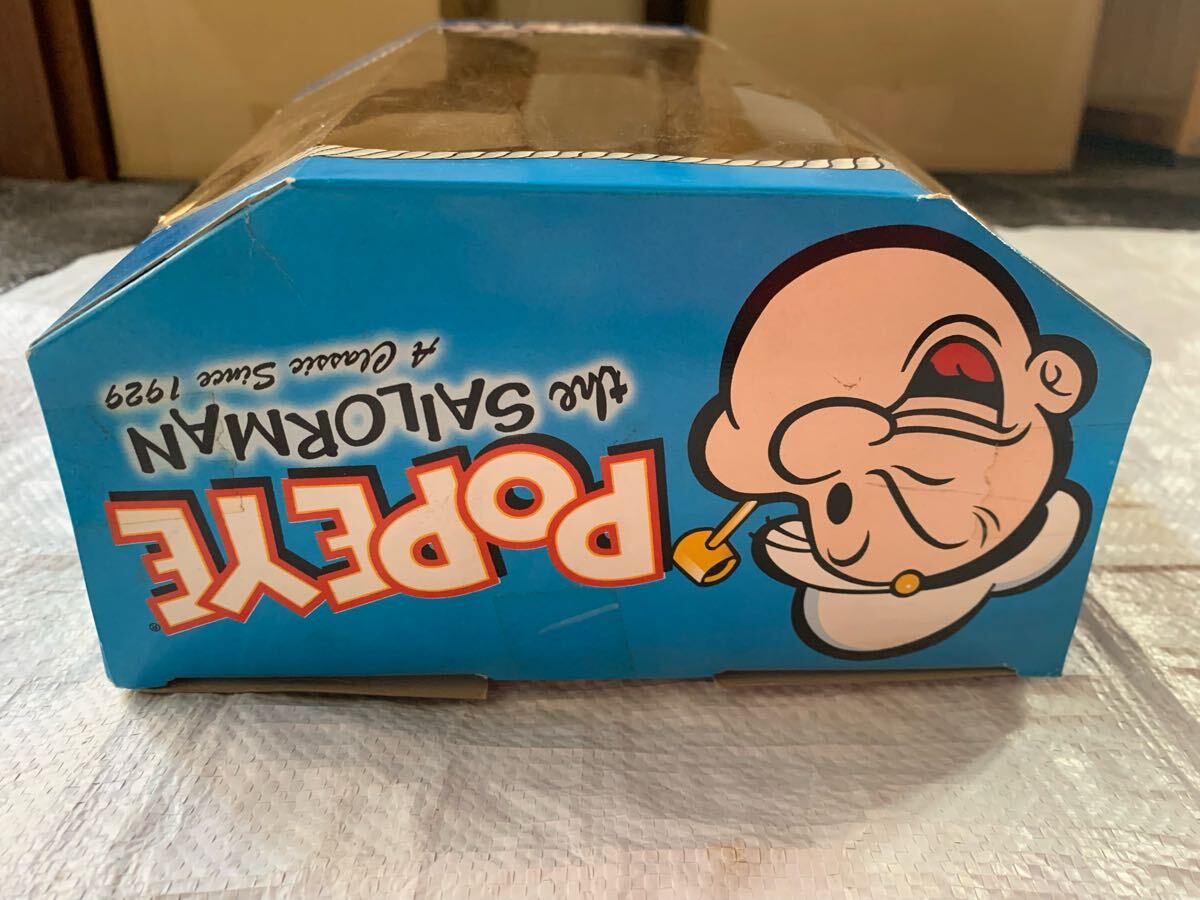 POPEYE®
the SAILORMAN
A Classic Since 1929